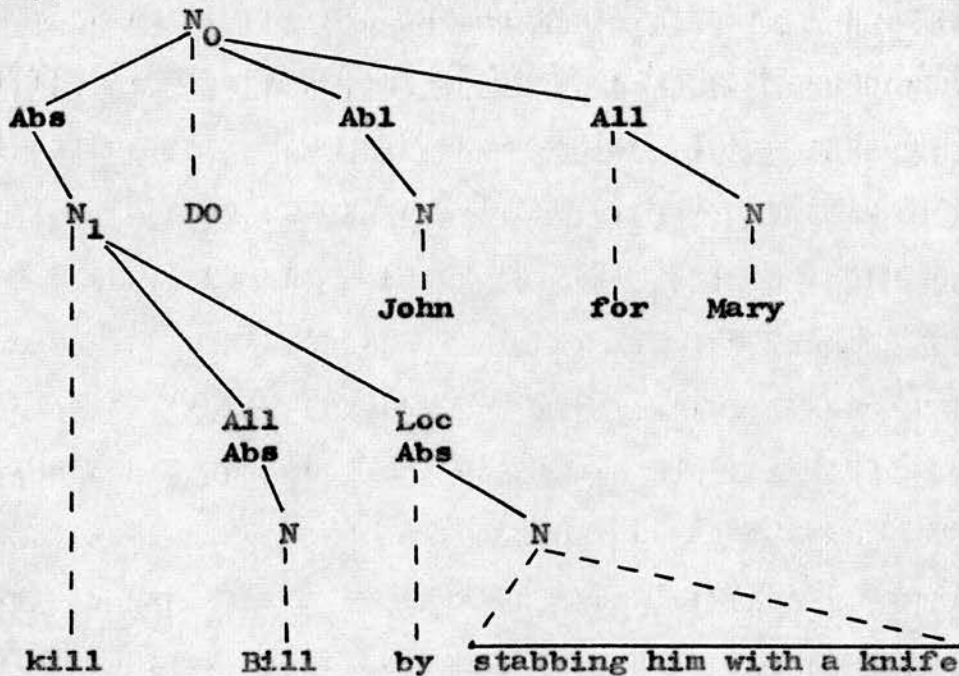 N0
Abs Abl All
N1 DO N N
John for Mary
All Loc
Abs Abs
N N
kill Bill by stabbing him with a knife